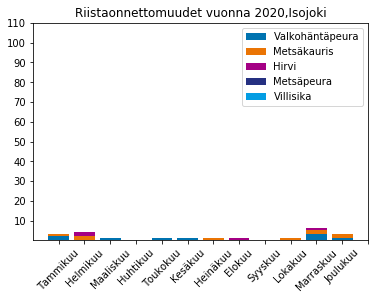 Riistaonnettomuudet vuonna 2020,Isojoki
110
100
90
80
70
60
50
40
30
20
10
Valkohäntäpeura
Metsäkauris
Hirvi
Metsäpeura
Villisika
Tammikuu
Helmikuu
Maaliskuu
Huhtikuu
Toukokuu
Kesäkuu
Heinäkuu
Elokuu
Syyskuu
Lokakuu
Marraskuu
Joulukuu